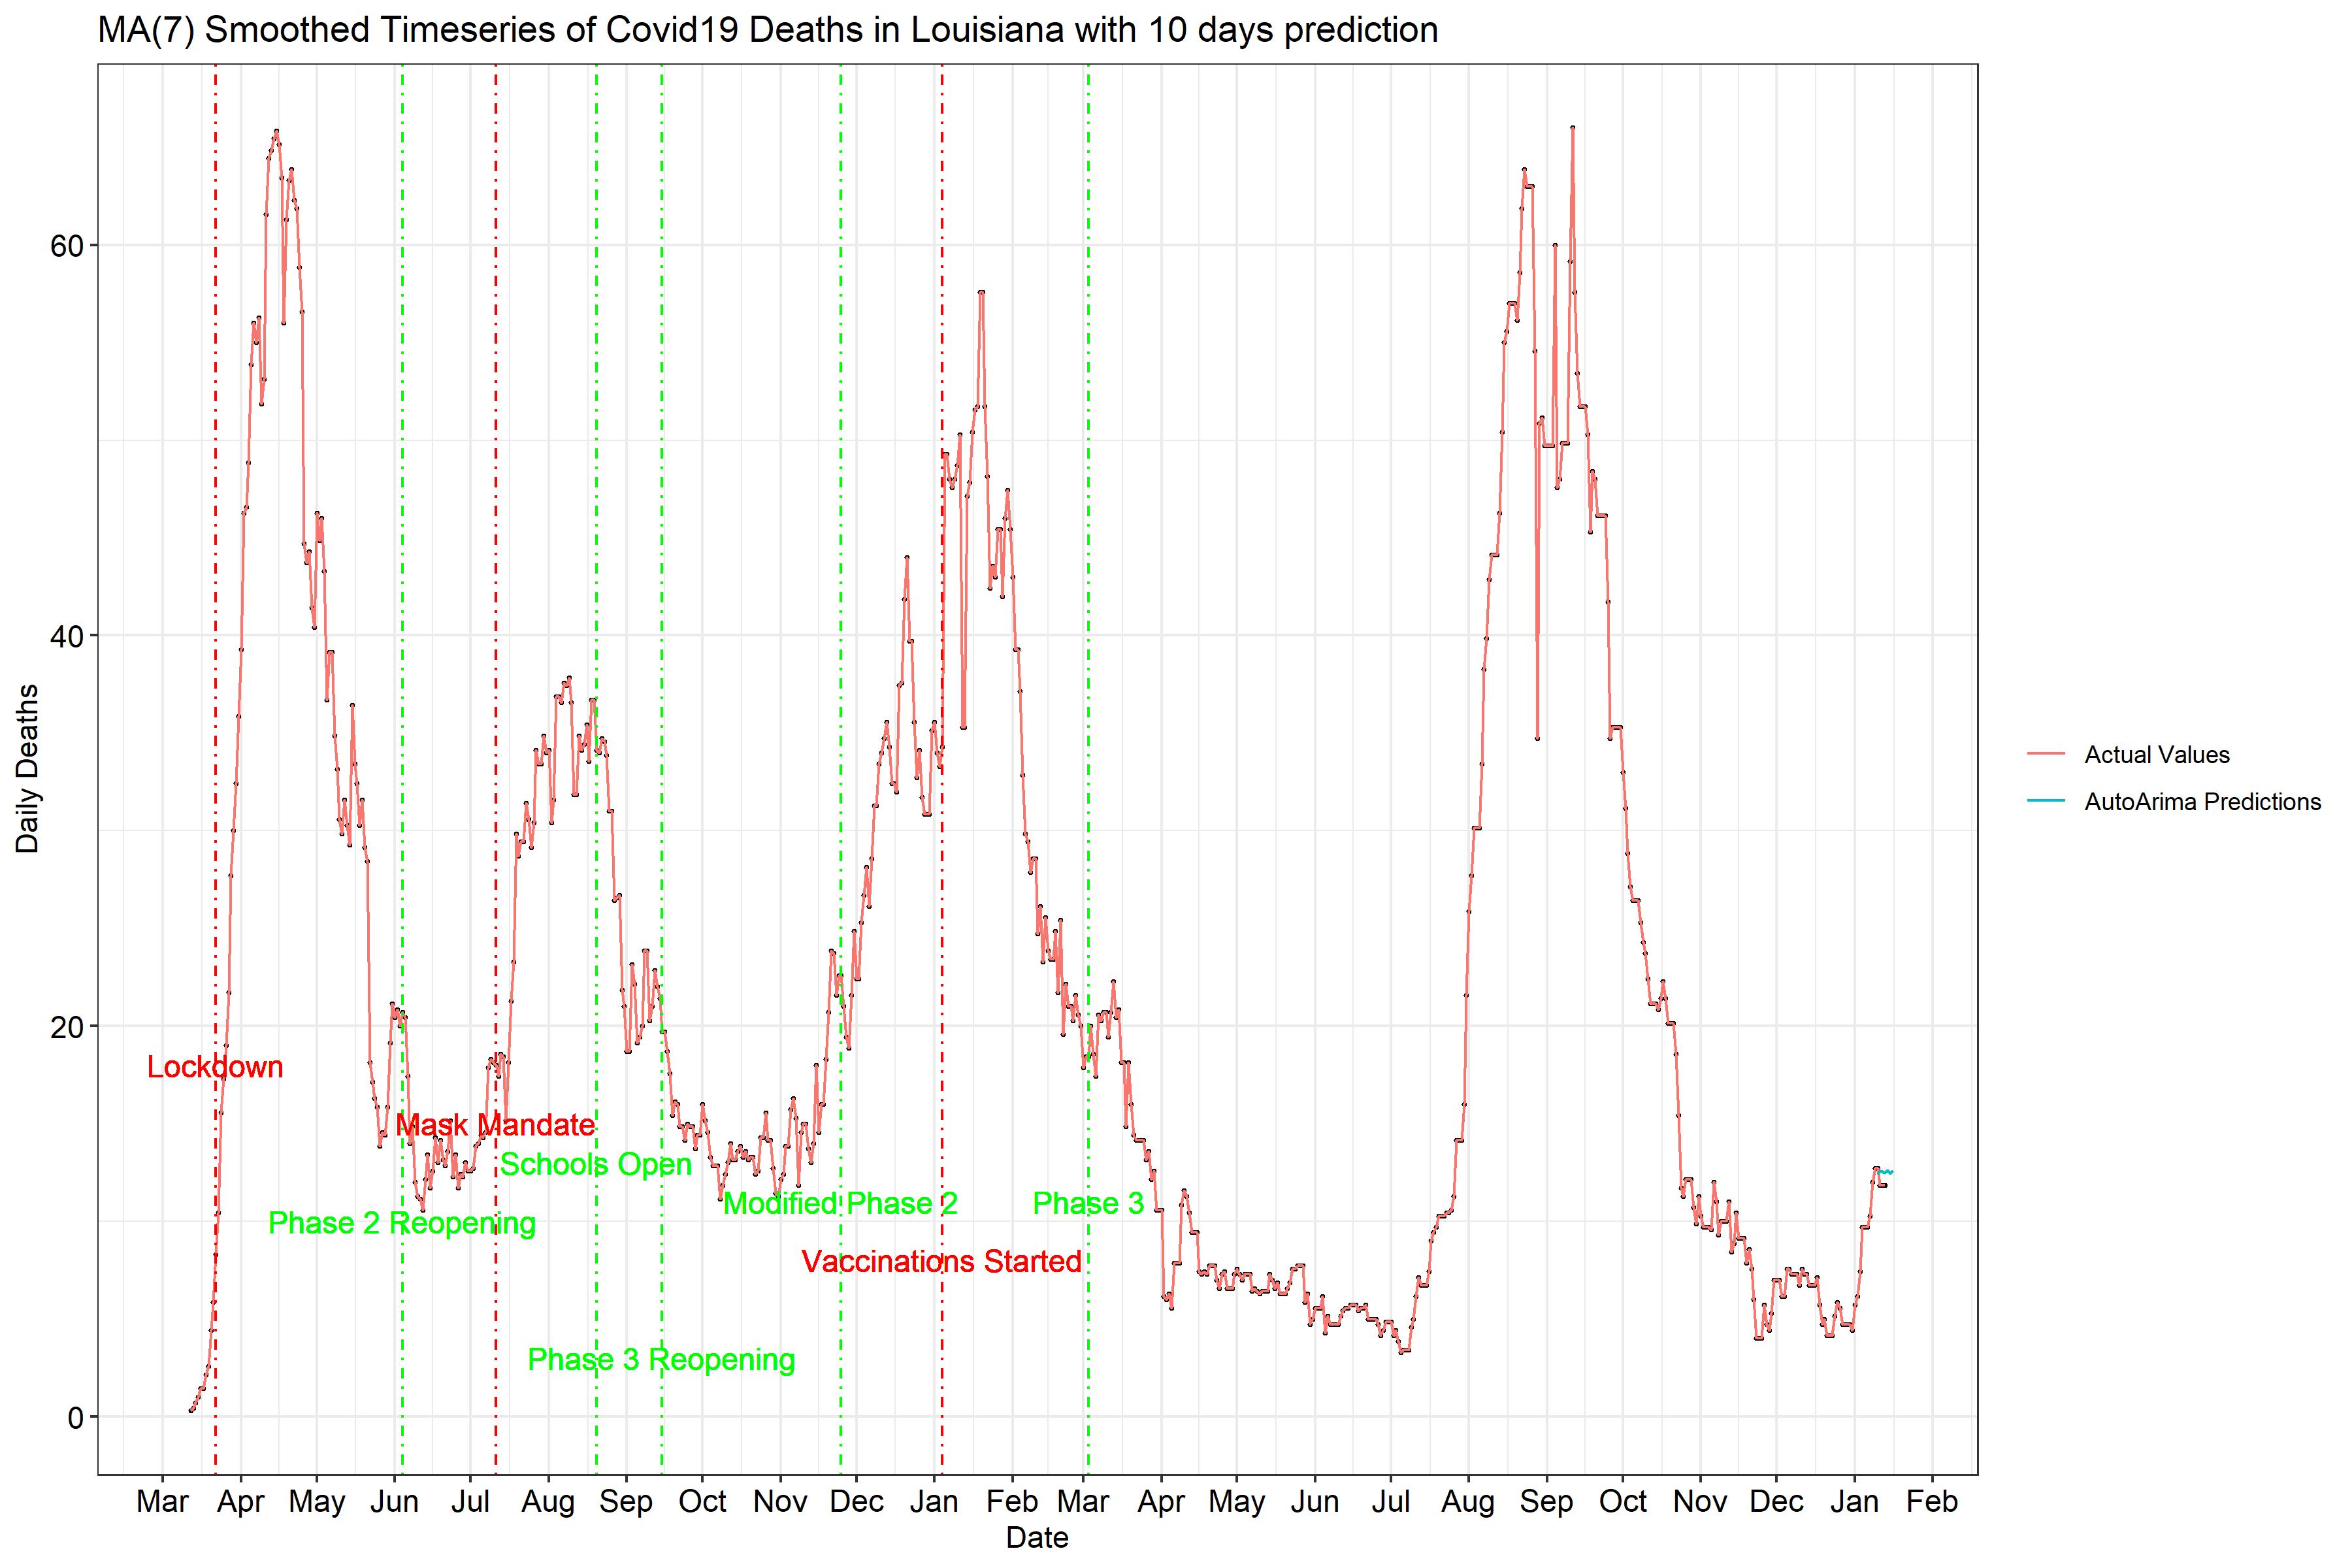 MA(7) Smoothed Timeseries of Covid19 Deaths in Louisiana with 10 days prediction
Daily Deaths
60
40
20
0
Lockdown
Mask Mandate
Schools Open
Modified Phase 2
Phase 3
Phase 2 Reopening
Vaccinations Started
Phase 3 Reopening
Actual Values
AutoArima Predictions
Mar Apr May Jun Jul Aug Sep Oct Nov Dec Jan Feb Mar Apr May Jun Jul Aug Sep Oct Nov Dec Jan Feb
Date